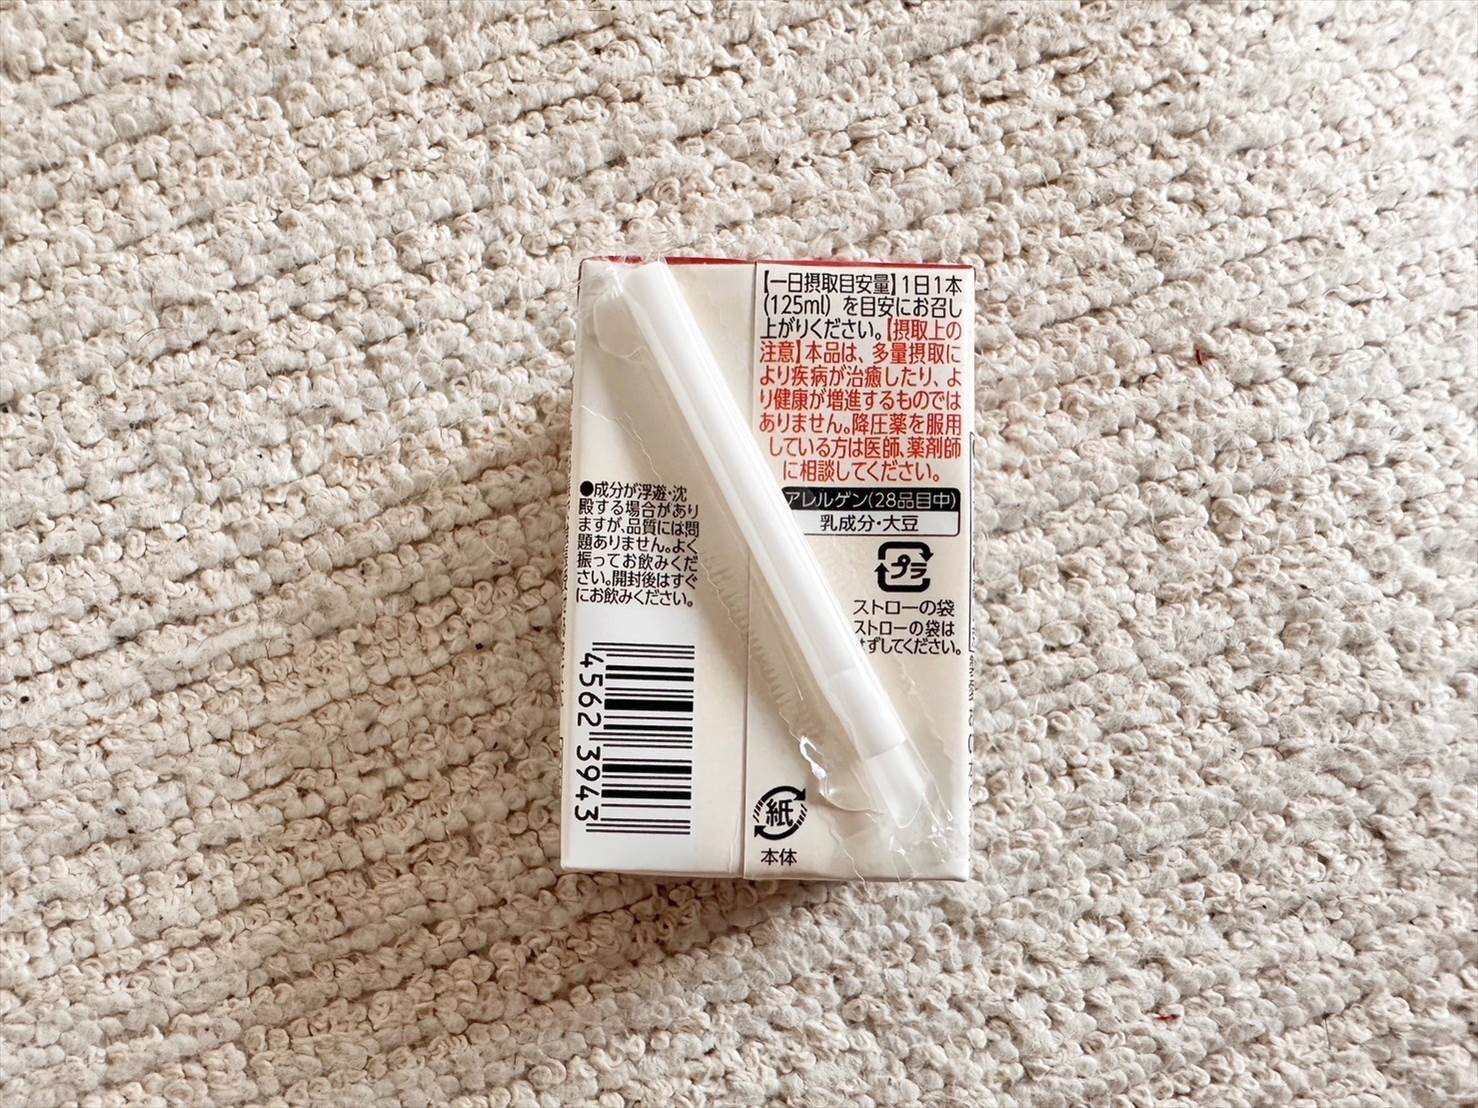 【一日摂取目安量】1日1本
(125ml) を目安にお召し
上がりください。【摂取上の
注意】本品は、多量摂取に
より疾病が治癒したり、よ
り健康が増進するものでは
ありません。降圧薬を服用
している方は医師、薬剤師
に相談してください。
アレルゲン(28品目中)
乳成分・大豆
プラ
ストローの袋
ストローの袋は
ずしてください。
●成分が浮遊・沈
殿する場合があり
ますが、品質には問
題ありません。よく
振ってお飲みくだ
さい。開封後はすぐ
にお飲みください。
4562 3943
紙
本体